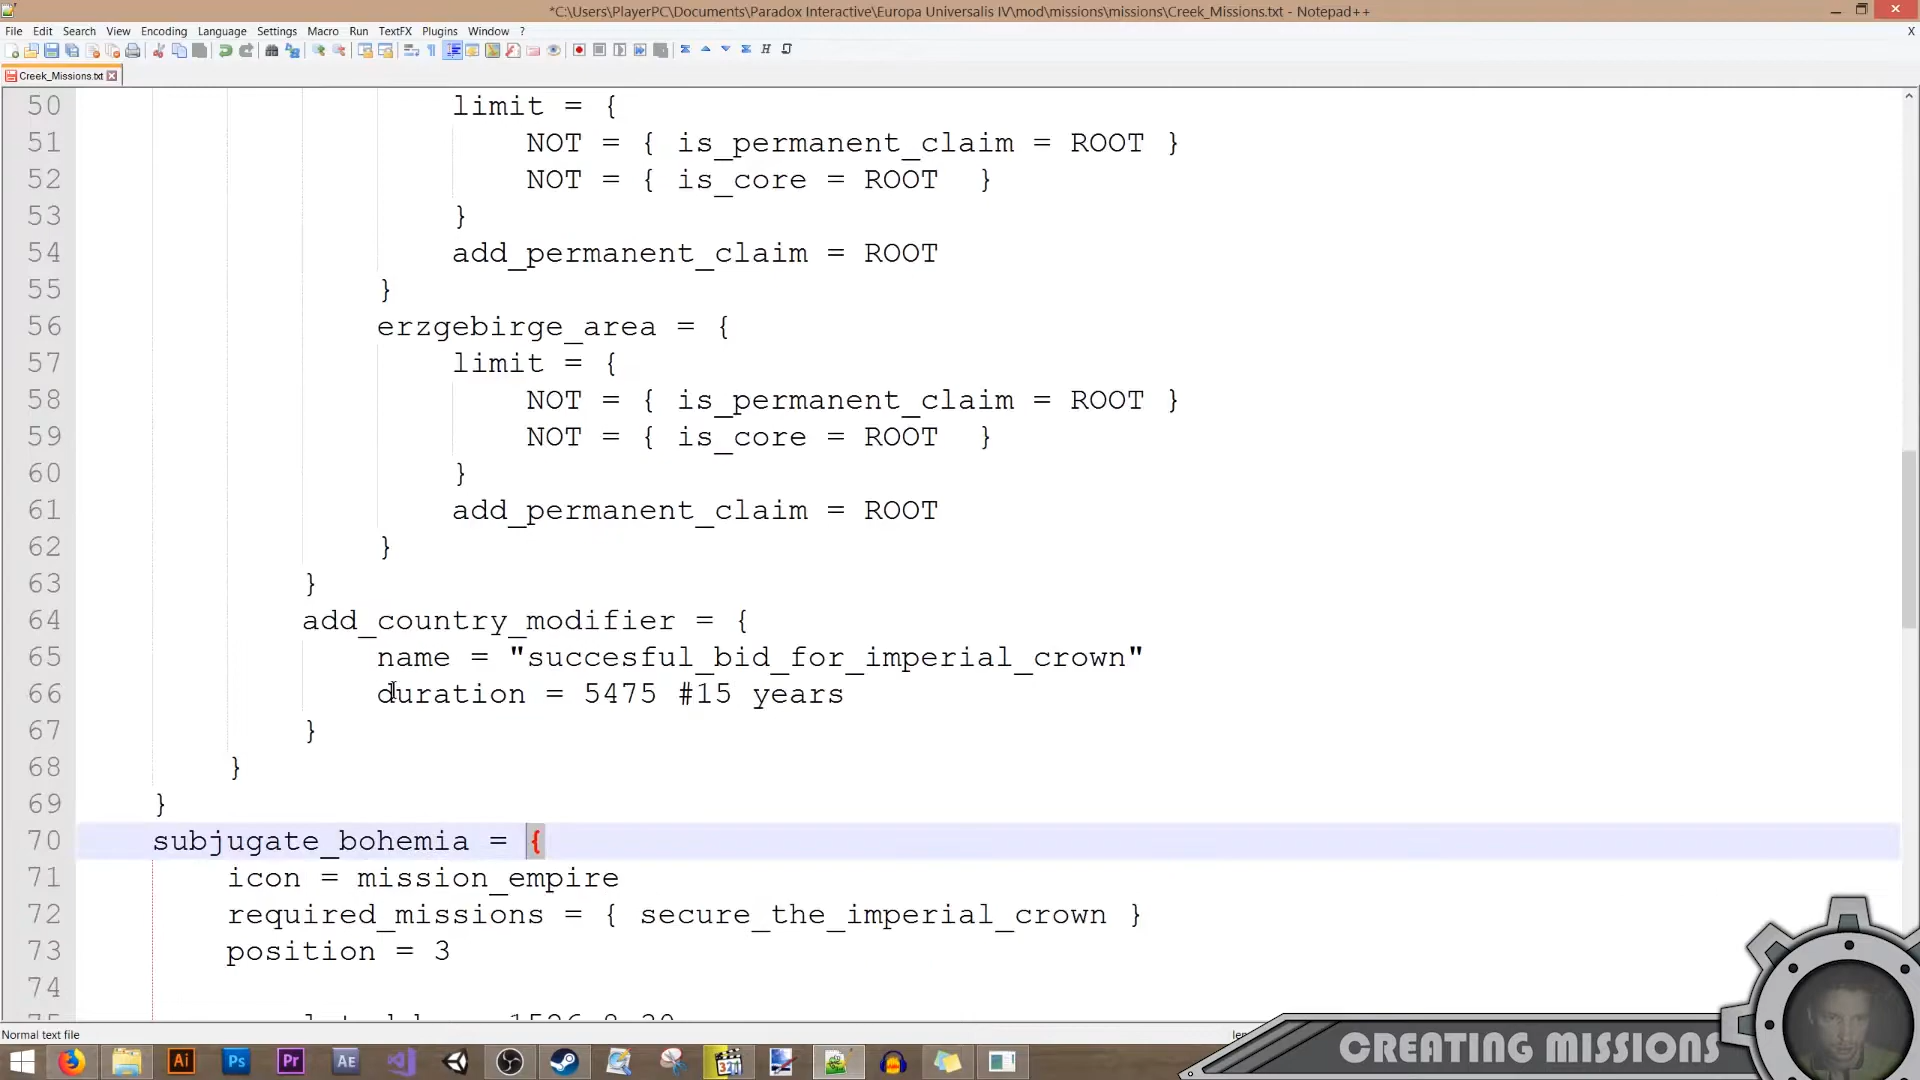 *C:\Users\PlayerPC\Documents\Paradox Interactive\Europa Universalis IV\mod\missions\missions\Creek_Missions.txt - Notepad++
File Edit Search View Encoding Language Settings Macro Run TextFX Plugins Window ? X
Creek_Missions.txt
50 limit = {
51 NOT = { is_permanent_claim = ROOT }
52 NOT = { is_core = ROOT }
53 }
54 add_permanent_claim = ROOT
55 }
56 erzgebirge_area = {
57 limit = {
58 NOT = { is_permanent_claim = ROOT }
59 NOT = { is_core = ROOT }
60 }
61 add_permanent_claim = ROOT
62 }
63 }
64 add_country_modifier = {
65 name = "succesful_bid_for_imperial_crown"
66 duration = 5475 #15 years
67 }
68 }
69 }
70 subjugate_bohemia = {
71 icon = mission_empire
72 required_missions = { secure_the_imperial_crown }
73 position = 3
74
Normal text file
CREATING MISSIONS